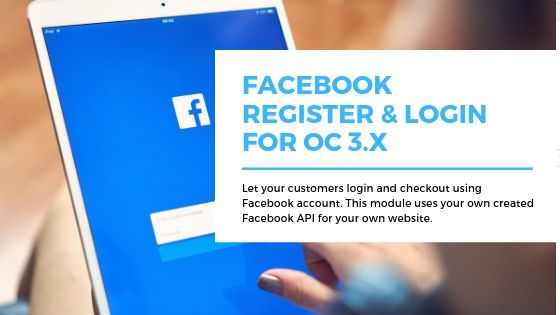 FACEBOOK
REGISTER & LOGIN
FOR OC 3.X
Let your customers login and checkout using
Facebook account. This module uses your own created
Facebook API for your own website.